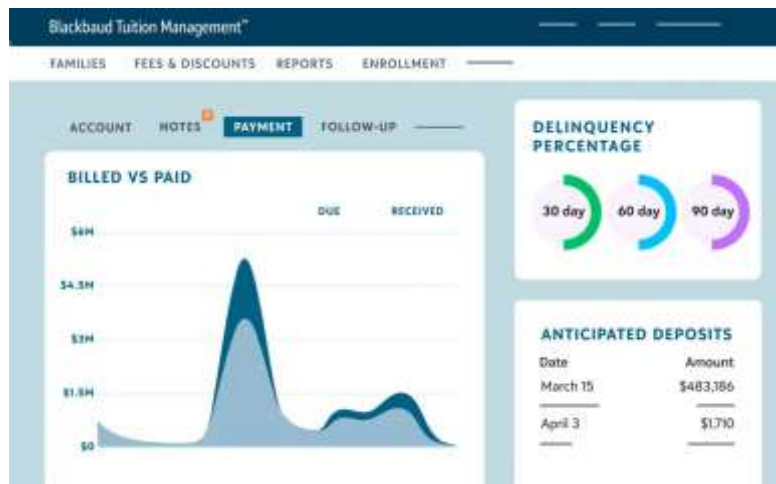 Blackbaud Tuition Management™
FAMILIES FEES & DISCOUNTS REPORTS ENROLLMENT
ACCOUNT NOTES PAYMENT FOLLOW-UP
BILLED VS PAID
DUE RECEIVED
$6M
$4.5M
$3M
$1.5M
$0
DELINQUENCY
PERCENTAGE
30 day 60 day 90 day
ANTICIPATED DEPOSITS
Date Amount
March 15 $483,186
April 3 $1,710